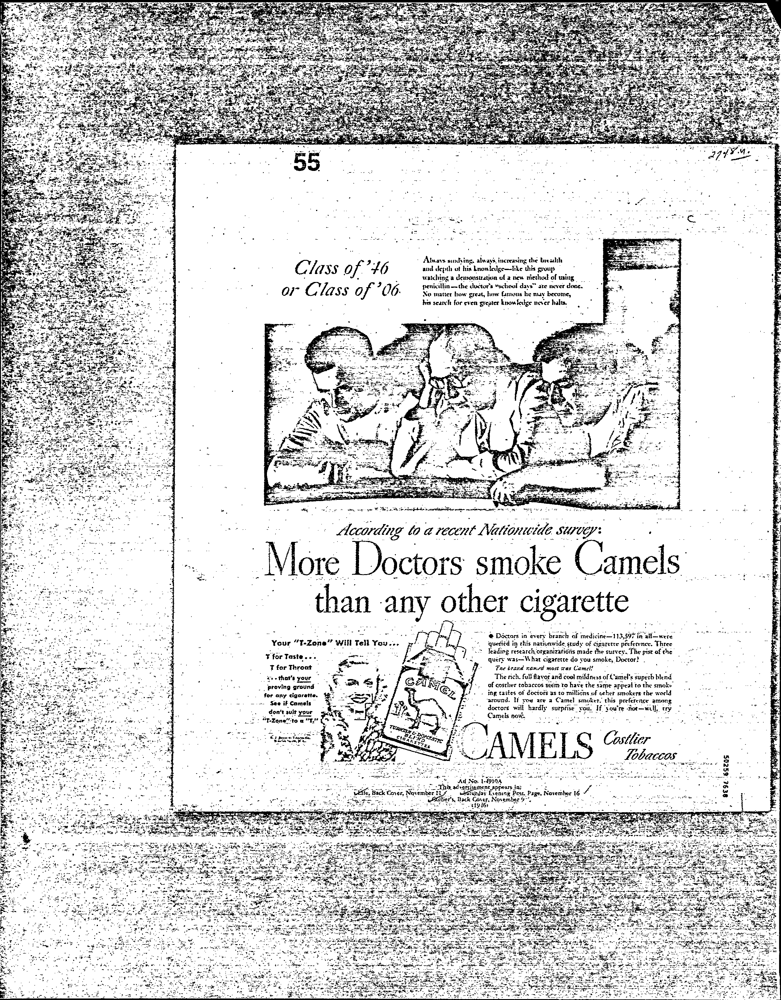 55
Class of '46
or Class of '06
Always studying, always increasing the breadth
and depth of his knowledge—like this group
watching a demonstration of a new method of using
penicillin—the doctor's "school days" are never done.
No matter how great, how famous he may become,
his search for even greater knowledge never halts.
According to a recent Nationwide survey:
More Doctors smoke Camels
than any other cigarette
Your "T-Zone" Will Tell You...
T for Taste...
T for Throat
...that's your
proving ground
for any cigarette.
See if Camels
don't suit your
"T-Zone" to a "T."
CAMEL
• Doctors in every branch of medicine—113,597 in all—were
queried in this nationwide study of cigarette preference. Three
leading research organizations made the survey. The gist of the
query was—What cigarette do you smoke, Doctor?
The brand named most was Camel!
The rich, full flavor and cool mildness of Camel's superb blend
of costlier tobaccos seem to have the same appeal to the smok-
ing tastes of doctors as to millions of other smokers the world
around. If you are a Camel smoker, this preference among
doctors will hardly surprise you. If you're not—well, try
Camels now.
CAMELS Costlier
Tobaccos
Ad No.
This advertisement appears in:
Life, Back Cover, November 11 Saturday Evening Post, Page, November 16
Collier's, Back Cover, November 9
(1946)
50259 7638